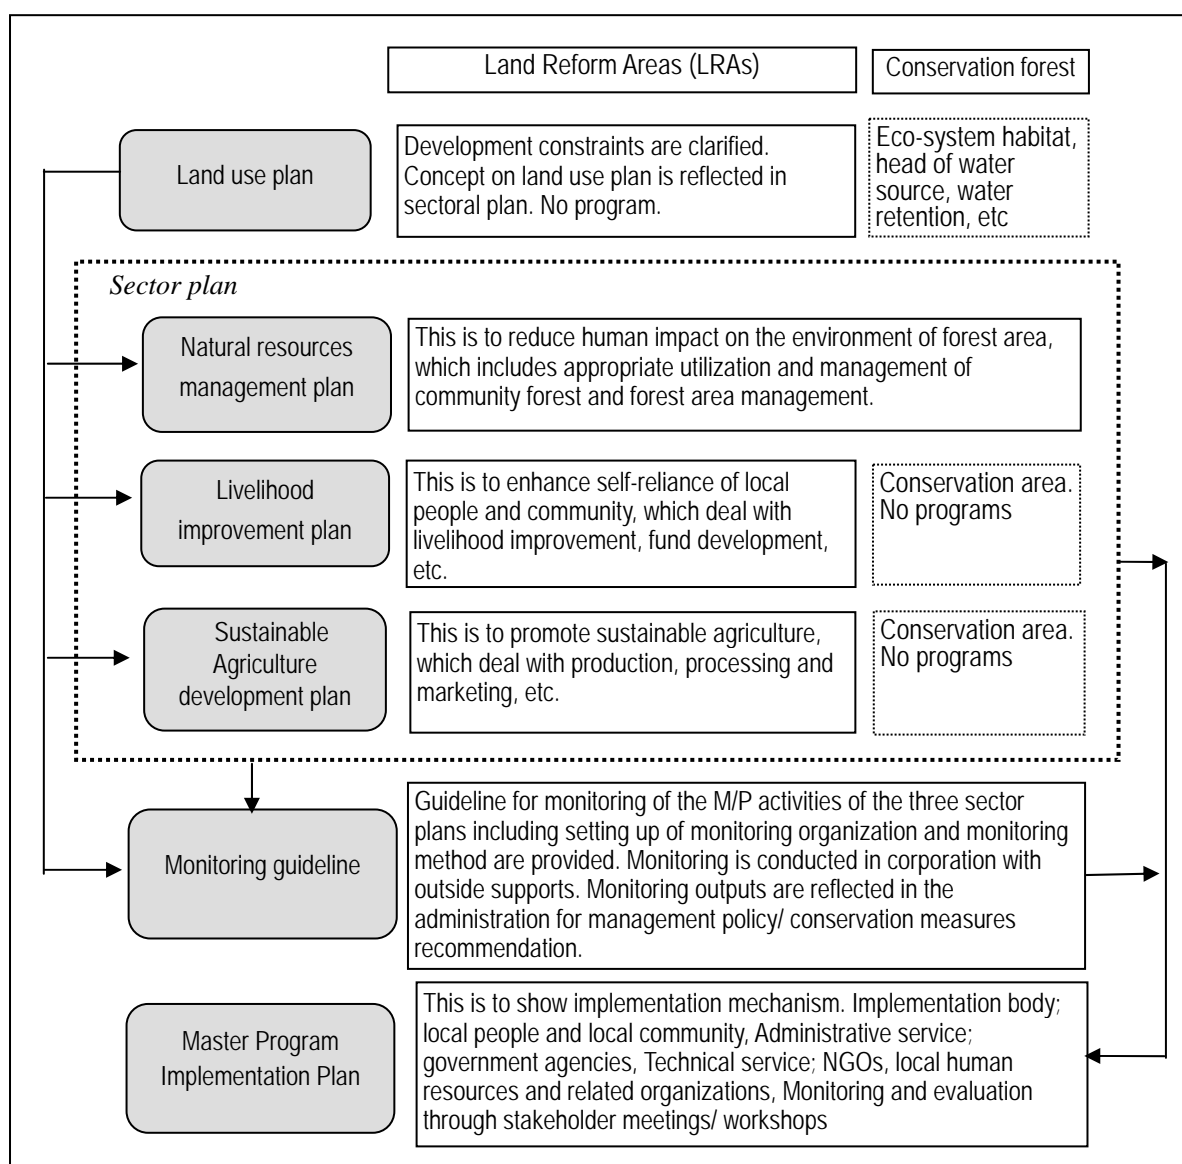 Land Reform Areas (LRAs)
Conservation forest
Land use plan
Development constraints are clarified.
Concept on land use plan is reflected in
sectoral plan. No program.
Eco-system habitat,
head of water
source, water
retention, etc
Sector plan
Natural resources
management plan
This is to reduce human impact on the environment of forest area,
which includes appropriate utilization and management of
community forest and forest area management.
Livelihood
improvement plan
This is to enhance self-reliance of local
people and community, which deal with
livelihood improvement, fund development,
etc.
Conservation area.
No programs
Sustainable
Agriculture
development plan
This is to promote sustainable agriculture,
which deal with production, processing and
marketing, etc.
Conservation area.
No programs
Monitoring guideline
Guideline for monitoring of the M/P activities of the three sector
plans including setting up of monitoring organization and monitoring
method are provided. Monitoring is conducted in corporation with
outside supports. Monitoring outputs are reflected in the
administration for management policy/ conservation measures
recommendation.
Master Program
Implementation Plan
This is to show implementation mechanism. Implementation body;
local people and local community, Administrative service;
government agencies, Technical service; NGOs, local human
resources and related organizations, Monitoring and evaluation
through stakeholder meetings/ workshops